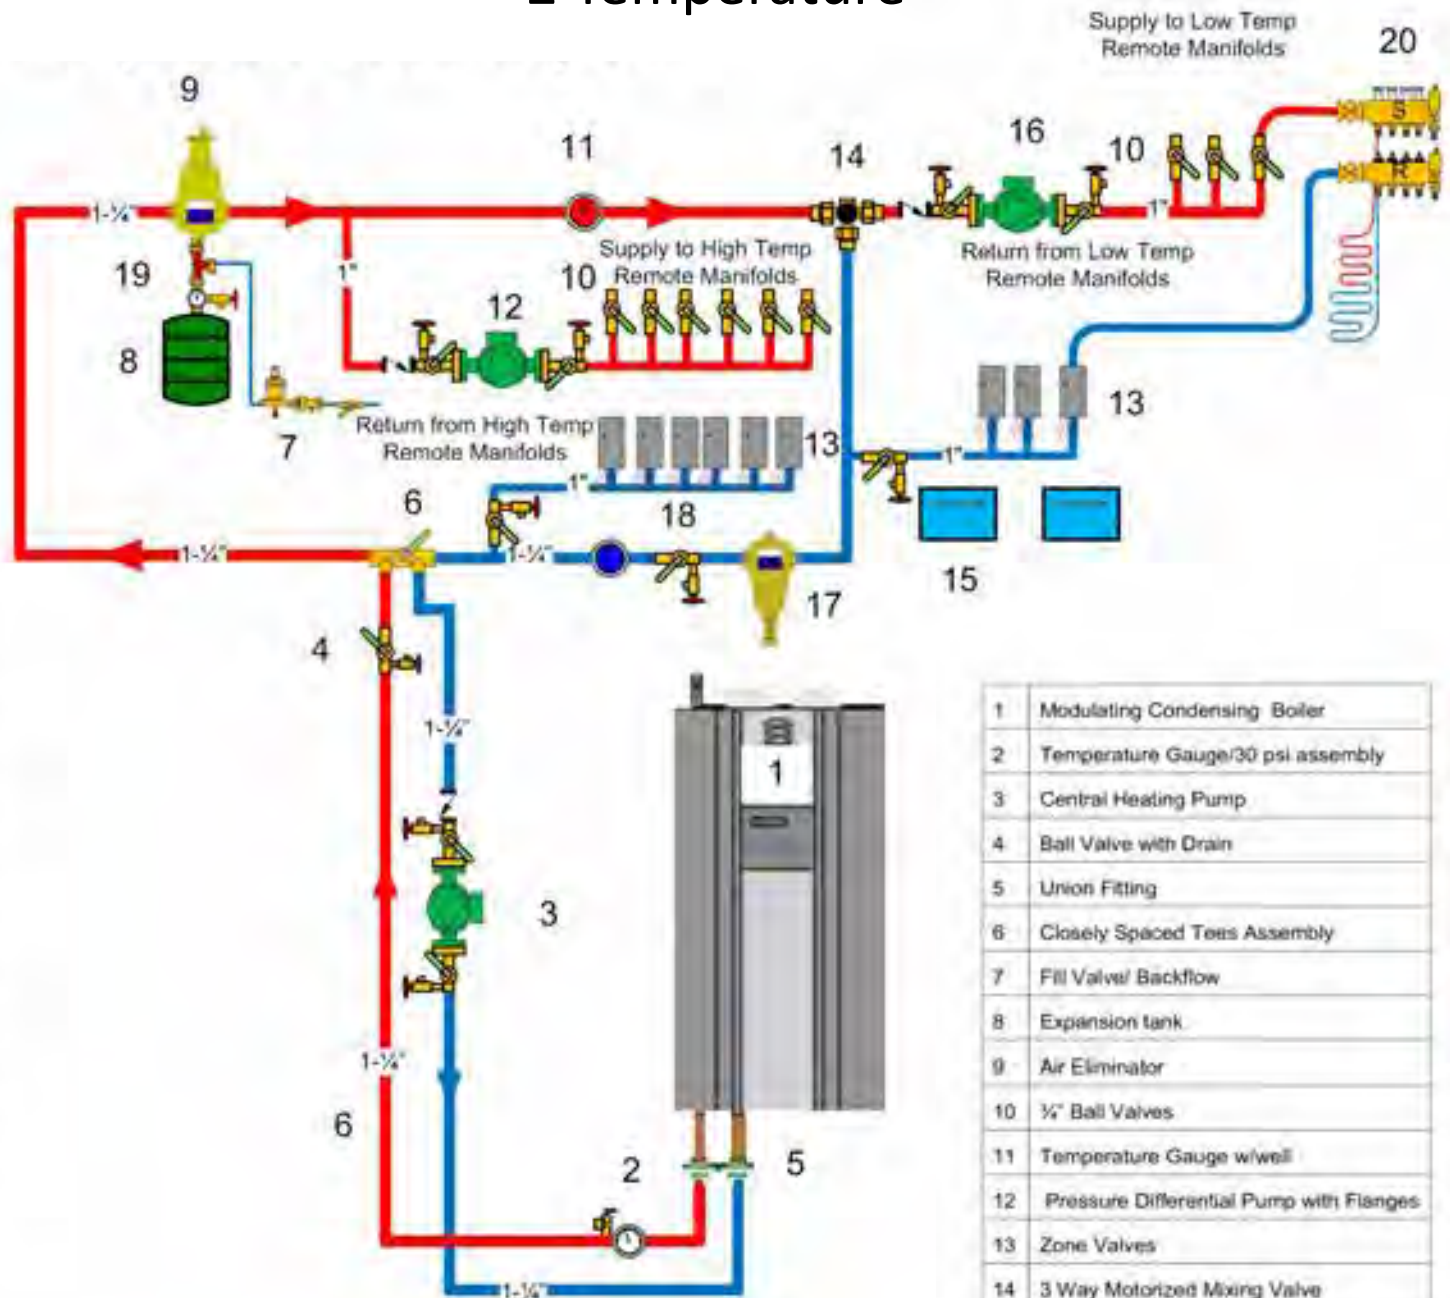 2 Temperature
Supply to Low Temp
Remote Manifolds
20
9
11
14
16
10
S
R
1-¼"
1"
Supply to High Temp
Remote Manifolds
Return from Low Temp
Remote Manifolds
19
10
1"
12
8
13
7
Return from High Temp
Remote Manifolds
13
1"
1"
6
18
1-¼"
1-¼"
15
17
4
1-¼"
1
3
1-¼"
6
2
5
1-¼"
1 Modulating Condensing Boiler
2 Temperature Gauge/30 psi assembly
3 Central Heating Pump
4 Ball Valve with Drain
5 Union Fitting
6 Closely Spaced Tees Assembly
7 Fill Valve/ Backflow
8 Expansion tank
9 Air Eliminator
10 ¾" Ball Valves
11 Temperature Gauge w/well
12 Pressure Differential Pump with Flanges
13 Zone Valves
14 3 Way Motorized Mixing Valve